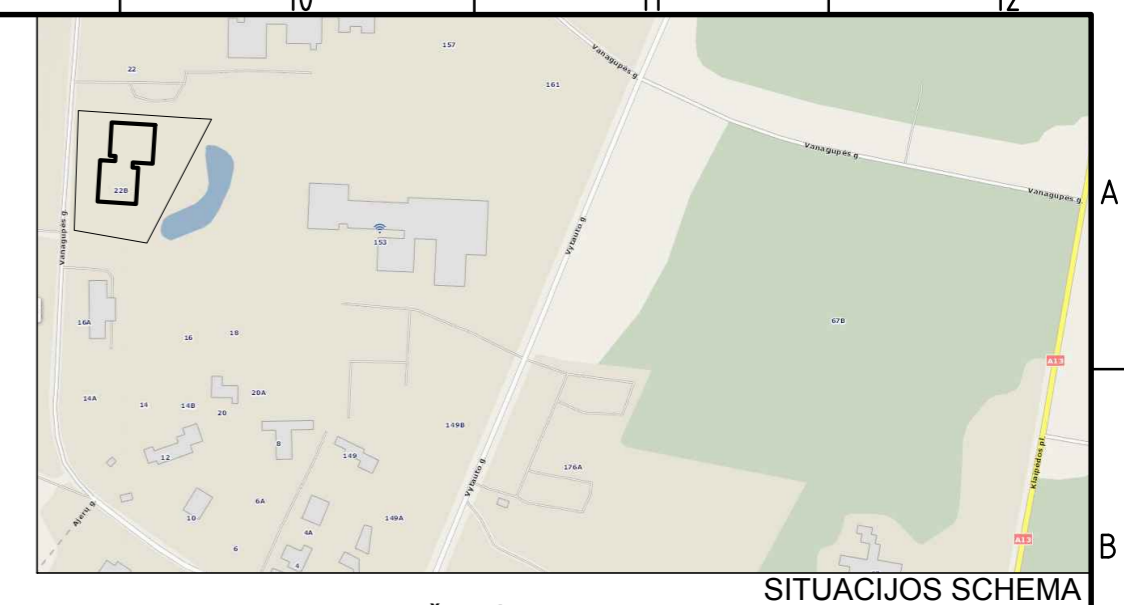 10 11 12
157
Vanagupės g.
22
161
Vanagupės g.
A
22B
Vanagupės g.
Vanagupės g.
Vytauto g.
153
16A
67B
16
18
A13
14A
14
14B
20A
20
149B
8
12
149
176A
Vytauto g.
Klaipėdos pl.
6A
10
149A
Ajerų g.
4A
A13
6
B
4
SITUACIJOS SCHEMA